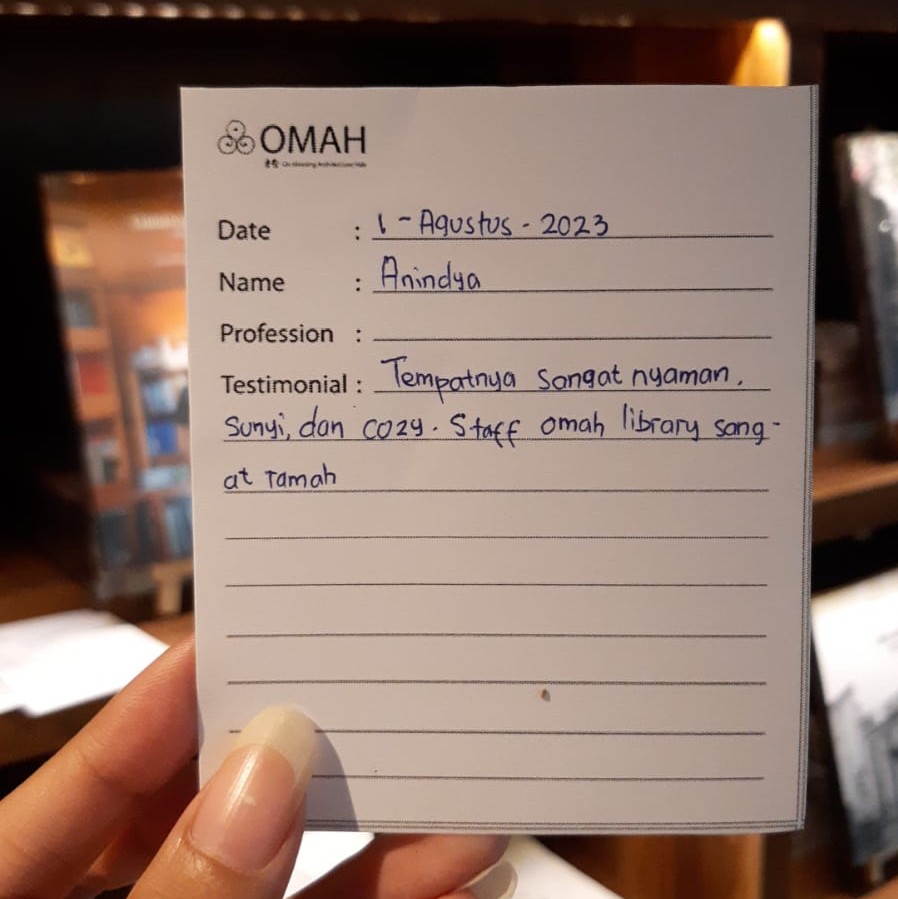 OMAH
Date : 1 - Agustus - 2023
Name : Anindya
Profession :
Testimonial : Tempatnya sangat nyaman,
Sunyi, dan cozy. Staff omah library sang-
at ramah